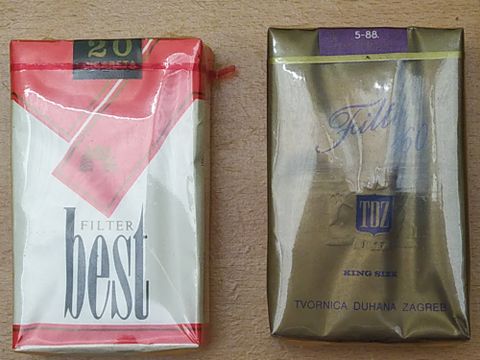 20
CIGARETA
FILTER
best
5-88.
Filter
160
TDZ
KING SIZE
TVORNICA DUHANA ZAGREB